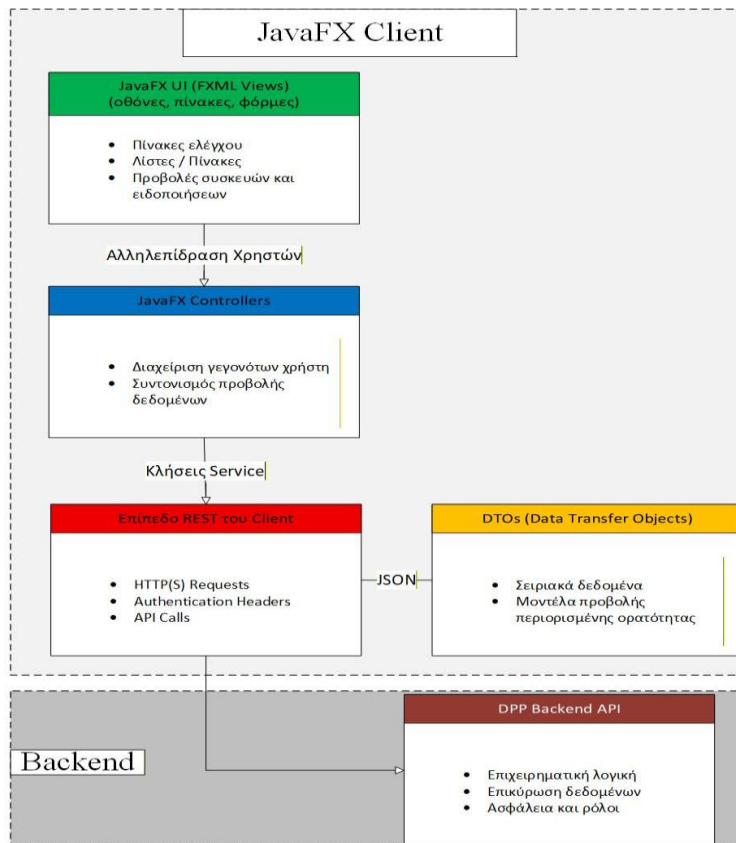 JavaFX Client
JavaFX UI (FXML Views)
(οθόνες, πίνακες, φόρμες)
• Πίνακες ελέγχου
• Λίστες / Πίνακες
• Προβολές συσκευών και
ειδοποιήσεων
Αλληλεπίδραση Χρηστών
JavaFX Controllers
• Διαχείριση γεγονότων χρήστη
• Συντονισμός προβολής
δεδομένων
Κλήσεις Service
Επίπεδο REST του Client
• HTTP(S) Requests
• Authentication Headers
• API Calls
JSON
DTOs (Data Transfer Objects)
• Σειριακά δεδομένα
• Μοντέλα προβολής
περιορισμένης ορατότητας
Backend
DPP Backend API
• Επιχειρηματική λογική
• Επικύρωση δεδομένων
• Ασφάλεια και ρόλοι